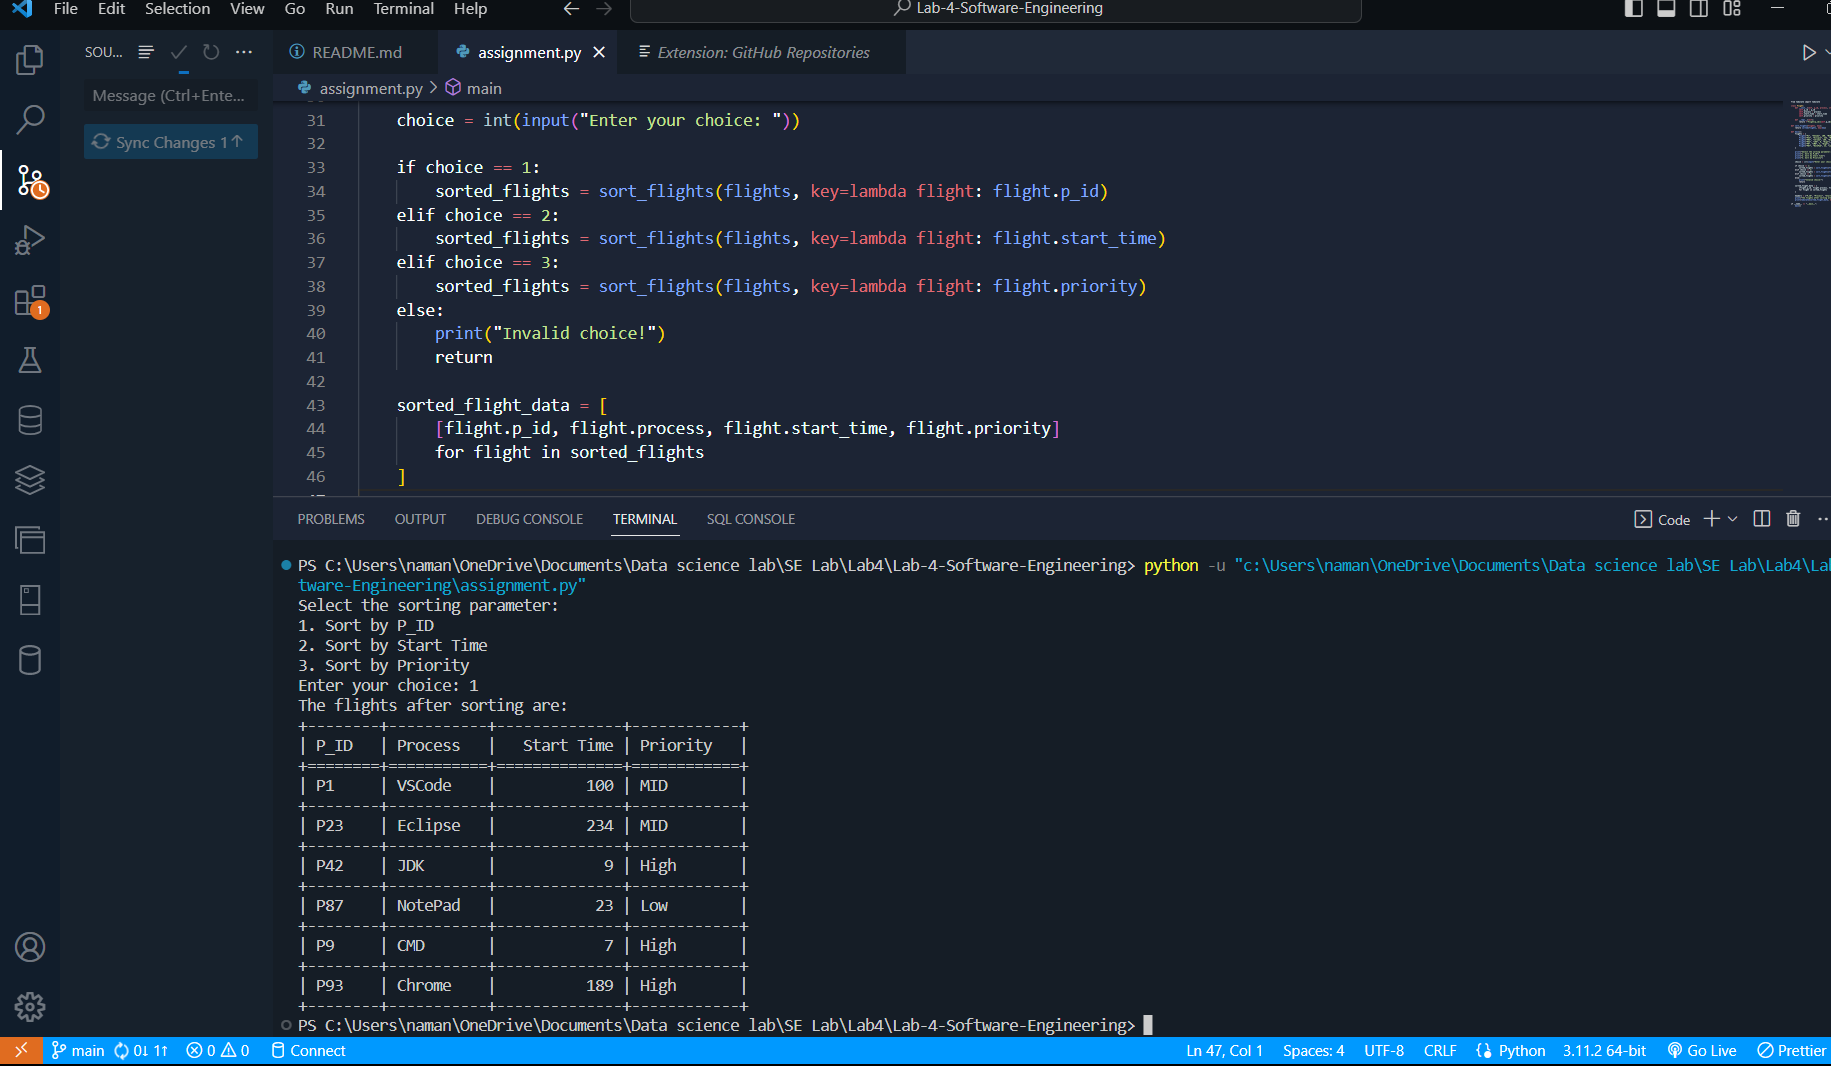 File Edit Selection View Go Run Terminal Help
Lab-4-Software-Engineering
SOU...
README.md
assignment.py
Extension: GitHub Repositories
assignment.py > main
Message (Ctrl+Ente...
Sync Changes 1↑
31 choice = int(input("Enter your choice: "))
32
33 if choice == 1:
34 sorted_flights = sort_flights(flights, key=lambda flight: flight.p_id)
35 elif choice == 2:
36 sorted_flights = sort_flights(flights, key=lambda flight: flight.start_time)
37 elif choice == 3:
38 sorted_flights = sort_flights(flights, key=lambda flight: flight.priority)
39 else:
40 print("Invalid choice!")
41 return
42
43 sorted_flight_data = [
44 [flight.p_id, flight.process, flight.start_time, flight.priority]
45 for flight in sorted_flights
46 ]
1
PROBLEMS OUTPUT DEBUG CONSOLE TERMINAL SQL CONSOLE
Code
PS C:\Users\naman\OneDrive\Documents\Data science lab\SE Lab\Lab4\Lab-4-Software-Engineering> python -u "c:\Users\naman\OneDrive\Documents\Data science lab\SE Lab\Lab4\La
tware-Engineering\assignment.py"
Select the sorting parameter:
1. Sort by P_ID
2. Sort by Start Time
3. Sort by Priority
Enter your choice: 1
The flights after sorting are:
+--------+-----------+--------------+------------+
| P_ID | Process | Start Time | Priority |
+========+===========+==============+============+
| P1 | VSCode | 100 | MID |
+--------+-----------+--------------+------------+
| P23 | Eclipse | 234 | MID |
+--------+-----------+--------------+------------+
| P42 | JDK | 9 | High |
+--------+-----------+--------------+------------+
| P87 | NotePad | 23 | Low |
+--------+-----------+--------------+------------+
| P9 | CMD | 7 | High |
+--------+-----------+--------------+------------+
| P93 | Chrome | 189 | High |
+--------+-----------+--------------+------------+
PS C:\Users\naman\OneDrive\Documents\Data science lab\SE Lab\Lab4\Lab-4-Software-Engineering>
main 0↓ 1↑ 0 0 Connect
Ln 47, Col 1 Spaces: 4 UTF-8 CRLF Python 3.11.2 64-bit Go Live Prettier